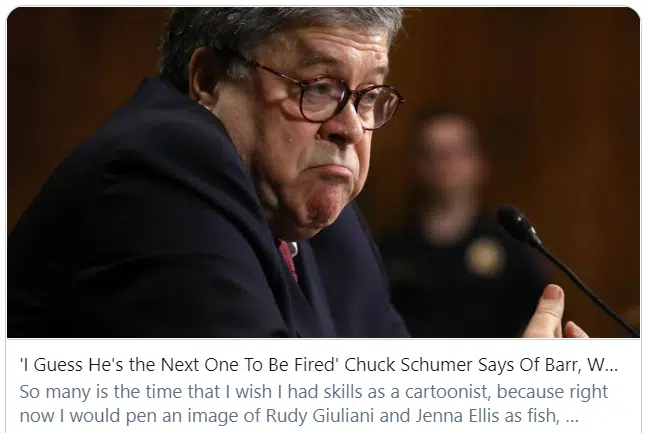 'I Guess He's the Next One To Be Fired' Chuck Schumer Says Of Barr, W...
So many is the time that I wish I had skills as a cartoonist, because right
now I would pen an image of Rudy Giuliani and Jenna Ellis as fish, ...